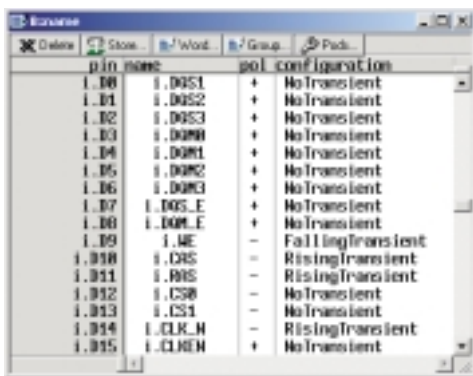 B::name
Delete Store... Word... Group... Pods...
pin name pol configuration
i.D0 i.DQS1 + NoTransient
i.D1 i.DQS2 + NoTransient
i.D2 i.DQS3 + NoTransient
i.D3 i.DQM0 + NoTransient
i.D4 i.DQM1 + NoTransient
i.D5 i.DQM2 + NoTransient
i.D6 i.DQM3 + NoTransient
i.D7 i.DQS_E + NoTransient
i.D8 i.DQM_E + NoTransient
i.D9 i.WE - FallingTransient
i.D10 i.CAS - RisingTransient
i.D11 i.RAS - RisingTransient
i.D12 i.CS0 - NoTransient
i.D13 i.CS1 - NoTransient
i.D14 i.CLK_N - RisingTransient
i.D15 i.CLKEN + NoTransient